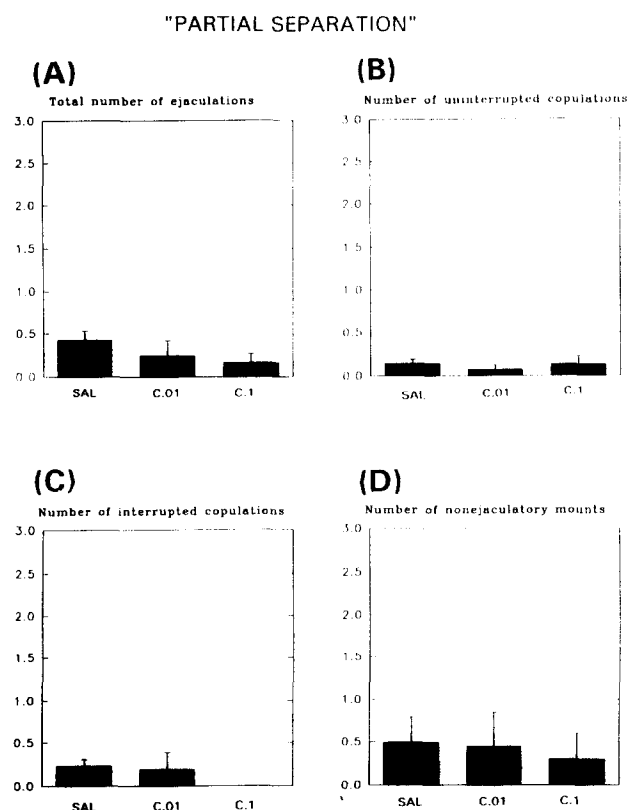 "PARTIAL SEPARATION"
(A)
Total number of ejaculations
3.0
2.5
2.0
1.5
1.0
0.5
0.0
SAL
C.01
C.1
(B)
Number of uninterrupted copulations
3.0
2.5
2.0
1.5
1.0
0.5
0.0
SAL
C.01
C.1
(C)
Number of interrupted copulations
3.0
2.5
2.0
1.5
1.0
0.5
0.0
SAL
C.01
C.1
(D)
Number of nonejaculatory mounts
3.0
2.5
2.0
1.5
1.0
0.5
0.0
SAL
C.01
C.1